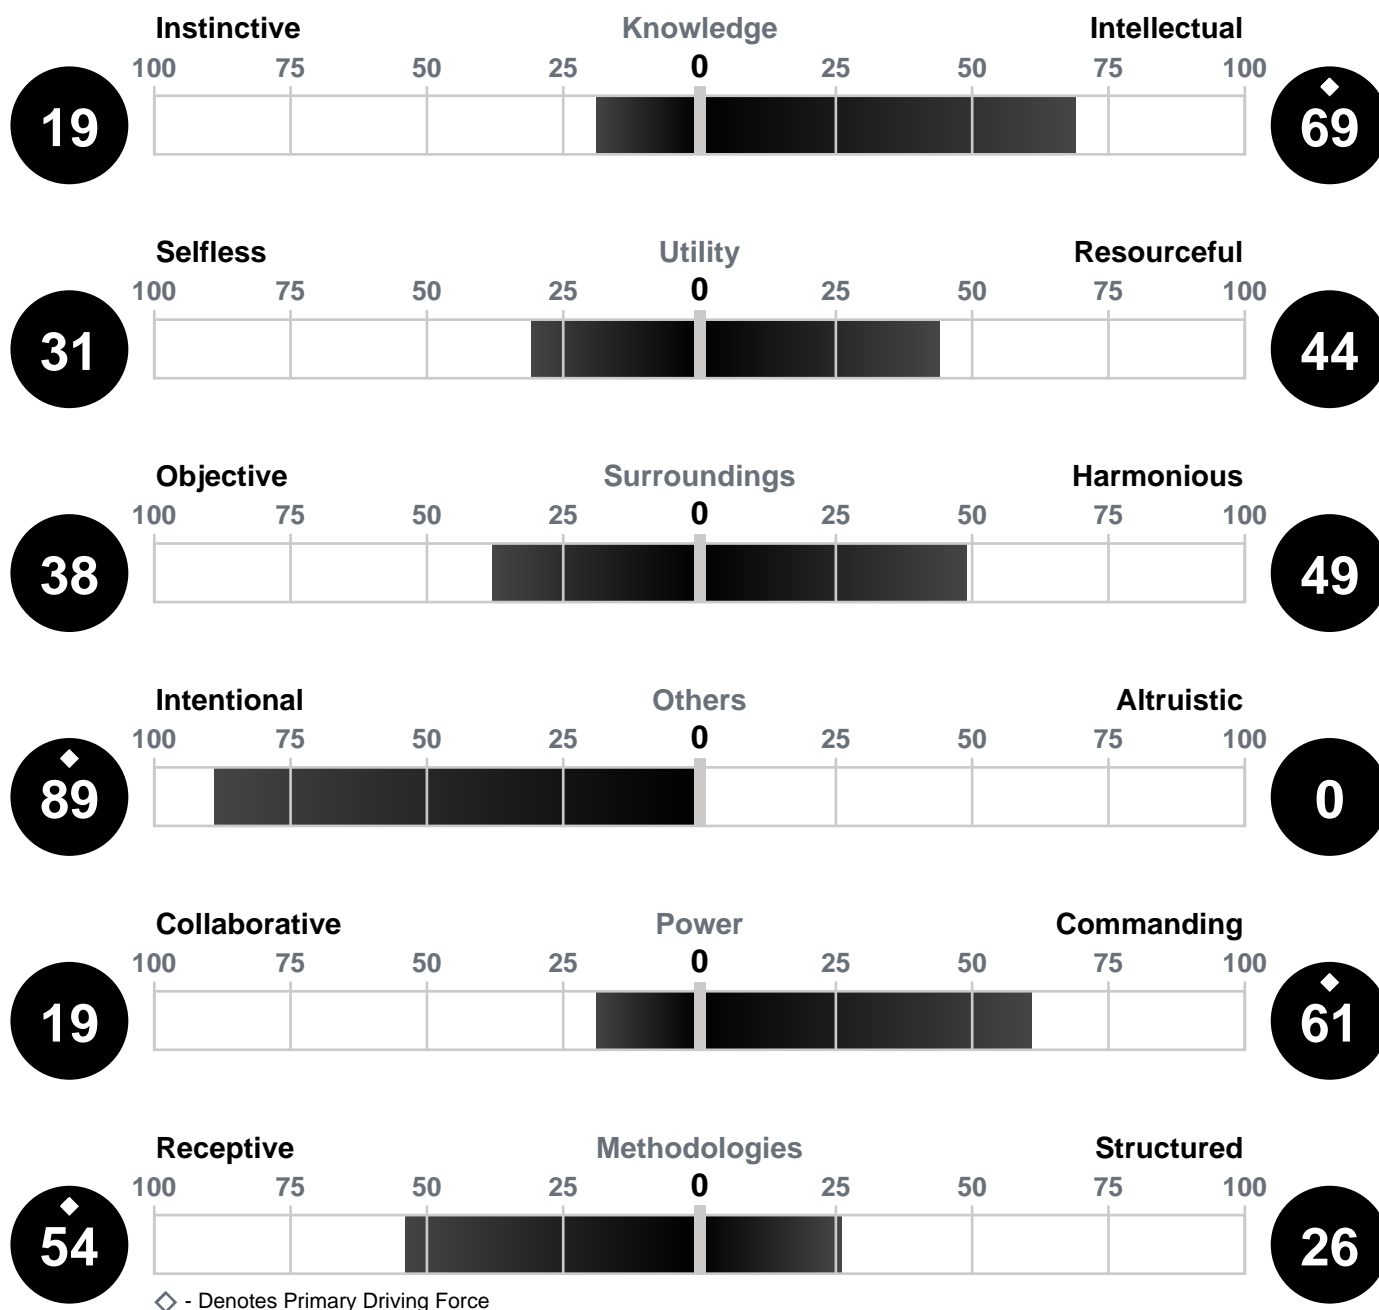 Instinctive Knowledge Intellectual
100 75 50 25 0 25 50 75 100
19 69
Selfless Utility Resourceful
100 75 50 25 0 25 50 75 100
31 44
Objective Surroundings Harmonious
100 75 50 25 0 25 50 75 100
38 49
Intentional Others Altruistic
100 75 50 25 0 25 50 75 100
89 0
Collaborative Power Commanding
100 75 50 25 0 25 50 75 100
19 61
Receptive Methodologies Structured
100 75 50 25 0 25 50 75 100
54 26
- Denotes Primary Driving Force